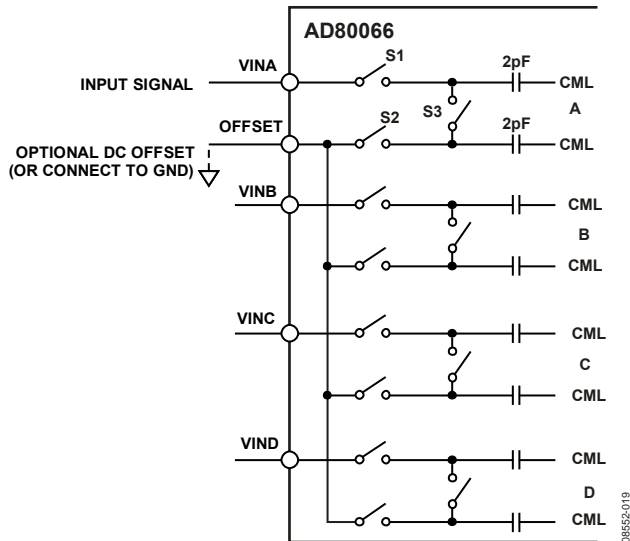 AD80066
S1
2pF
VINA
INPUT SIGNAL
CML
A
S3
S2
2pF
OFFSET
CML
OPTIONAL DC OFFSET
(OR CONNECT TO GND)
VINB
CML
B
CML
VINC
CML
C
CML
VIND
CML
D
CML
08552-019